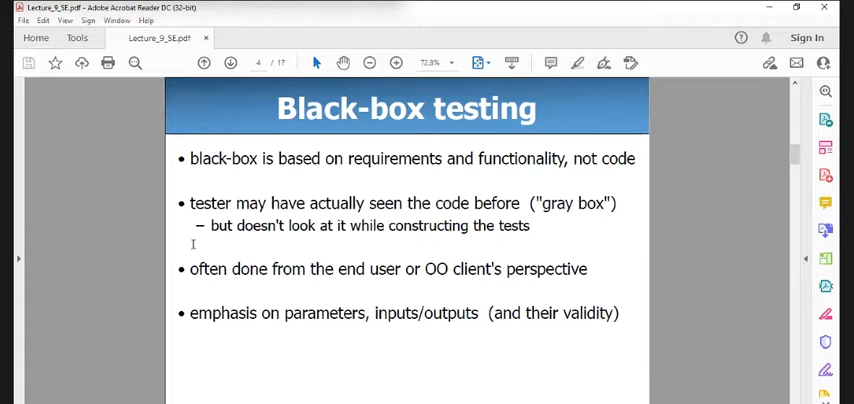 Lecture_9_SE.pdf - Adobe Acrobat Reader DC (32-bit)
File Edit View Sign Window Help
Home Tools Lecture_9_SE.pdf × Sign In
4 / 17 72.8%
Black-box testing
• black-box is based on requirements and functionality, not code
• tester may have actually seen the code before ("gray box")
– but doesn't look at it while constructing the tests
• often done from the end user or OO client's perspective
• emphasis on parameters, inputs/outputs (and their validity)